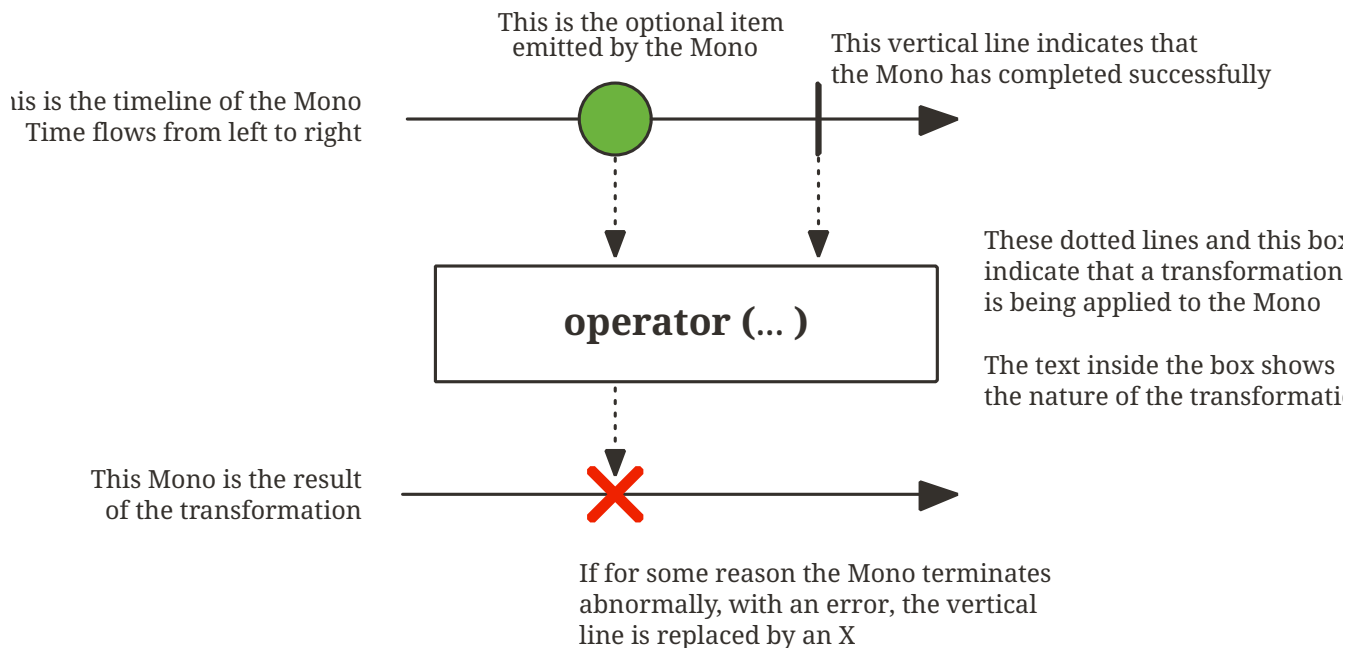 This is the optional item
emitted by the Mono
This vertical line indicates that
the Mono has completed successfully
is is the timeline of the Mono
Time flows from left to right
These dotted lines and this box
indicate that a transformation
is being applied to the Mono
operator (... )
The text inside the box shows
the nature of the
This Mono is the result
of the transformation
If for some reason the Mono terminates
abnormally, with an error, the vertical
line is replaced by an X